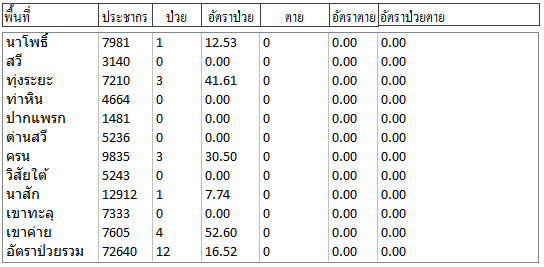 พื้นที่ ประชากร ป่วย อัตราป่วย ตาย อัตราตาย อัตราป่วยตาย
นาโพธิ์ 7981 1 12.53 0 0.00 0.00
สวี 3140 0 0.00 0 0.00 0.00
ทุ่งระยะ 7210 3 41.61 0 0.00 0.00
ท่าหิน 4664 0 0.00 0 0.00 0.00
ปากแพรก 1481 0 0.00 0 0.00 0.00
ด่านสวี 5236 0 0.00 0 0.00 0.00
ครน 9835 3 30.50 0 0.00 0.00
วิสัยใต้ 5243 0 0.00 0 0.00 0.00
นาสัก 12912 1 7.74 0 0.00 0.00
เขาทะลุ 7333 0 0.00 0 0.00 0.00
เขาค่าย 7605 4 52.60 0 0.00 0.00
อัตราป่วยรวม 72640 12 16.52 0 0.00 0.00